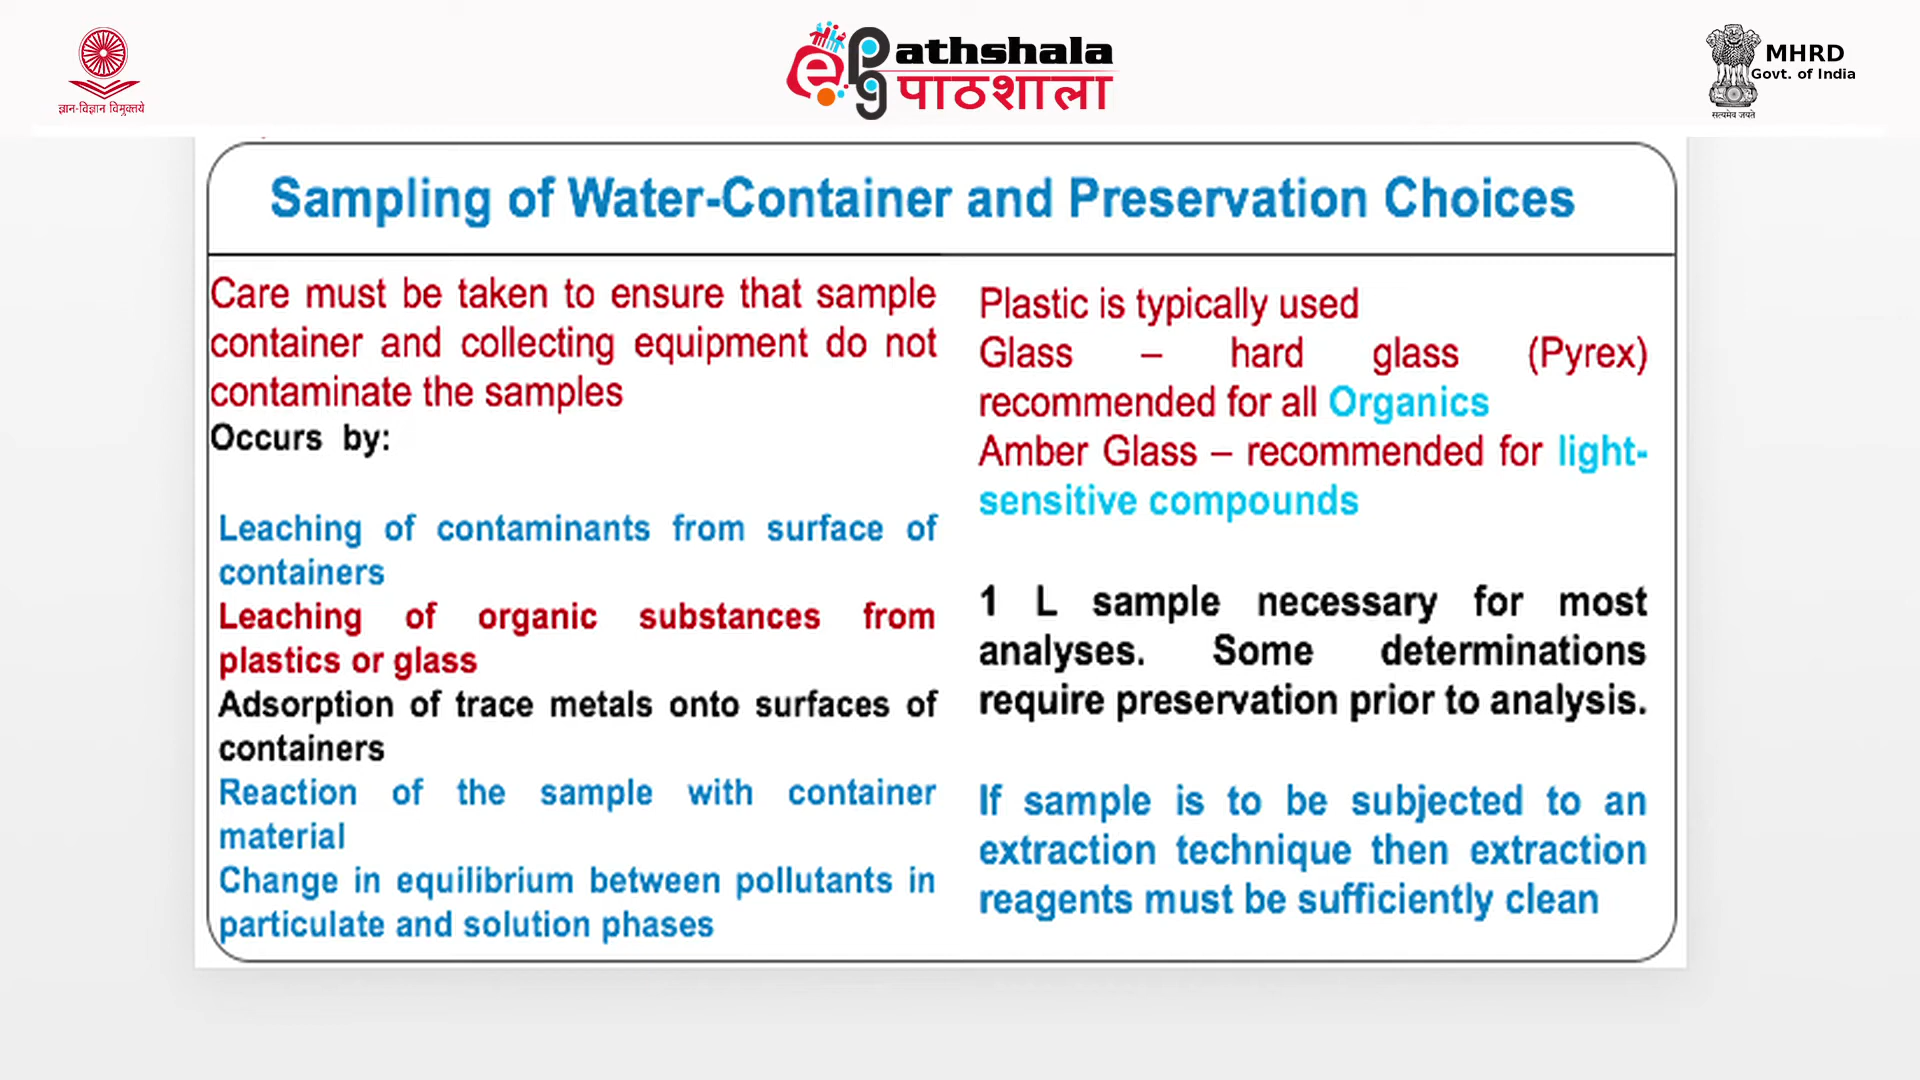 ज्ञान-विज्ञान विमुक्तये
ePGathshala
पाठशाला
MHRD
Govt. of India
सत्यमेव जयते
Sampling of Water-Container and Preservation Choices
Care must be taken to ensure that sample
container and collecting equipment do not
contaminate the samples
Occurs by:
Leaching of contaminants from surface of
containers
Leaching of organic substances from
plastics or glass
Adsorption of trace metals onto surfaces of
containers
Reaction of the sample with container
material
Change in equilibrium between pollutants in
particulate and solution phases
Plastic is typically used
Glass – hard glass (Pyrex)
recommended for all Organics
Amber Glass – recommended for light-
sensitive compounds
1 L sample necessary for most
analyses. Some determinations
require preservation prior to analysis.
If sample is to be subjected to an
extraction technique then extraction
reagents must be sufficiently clean